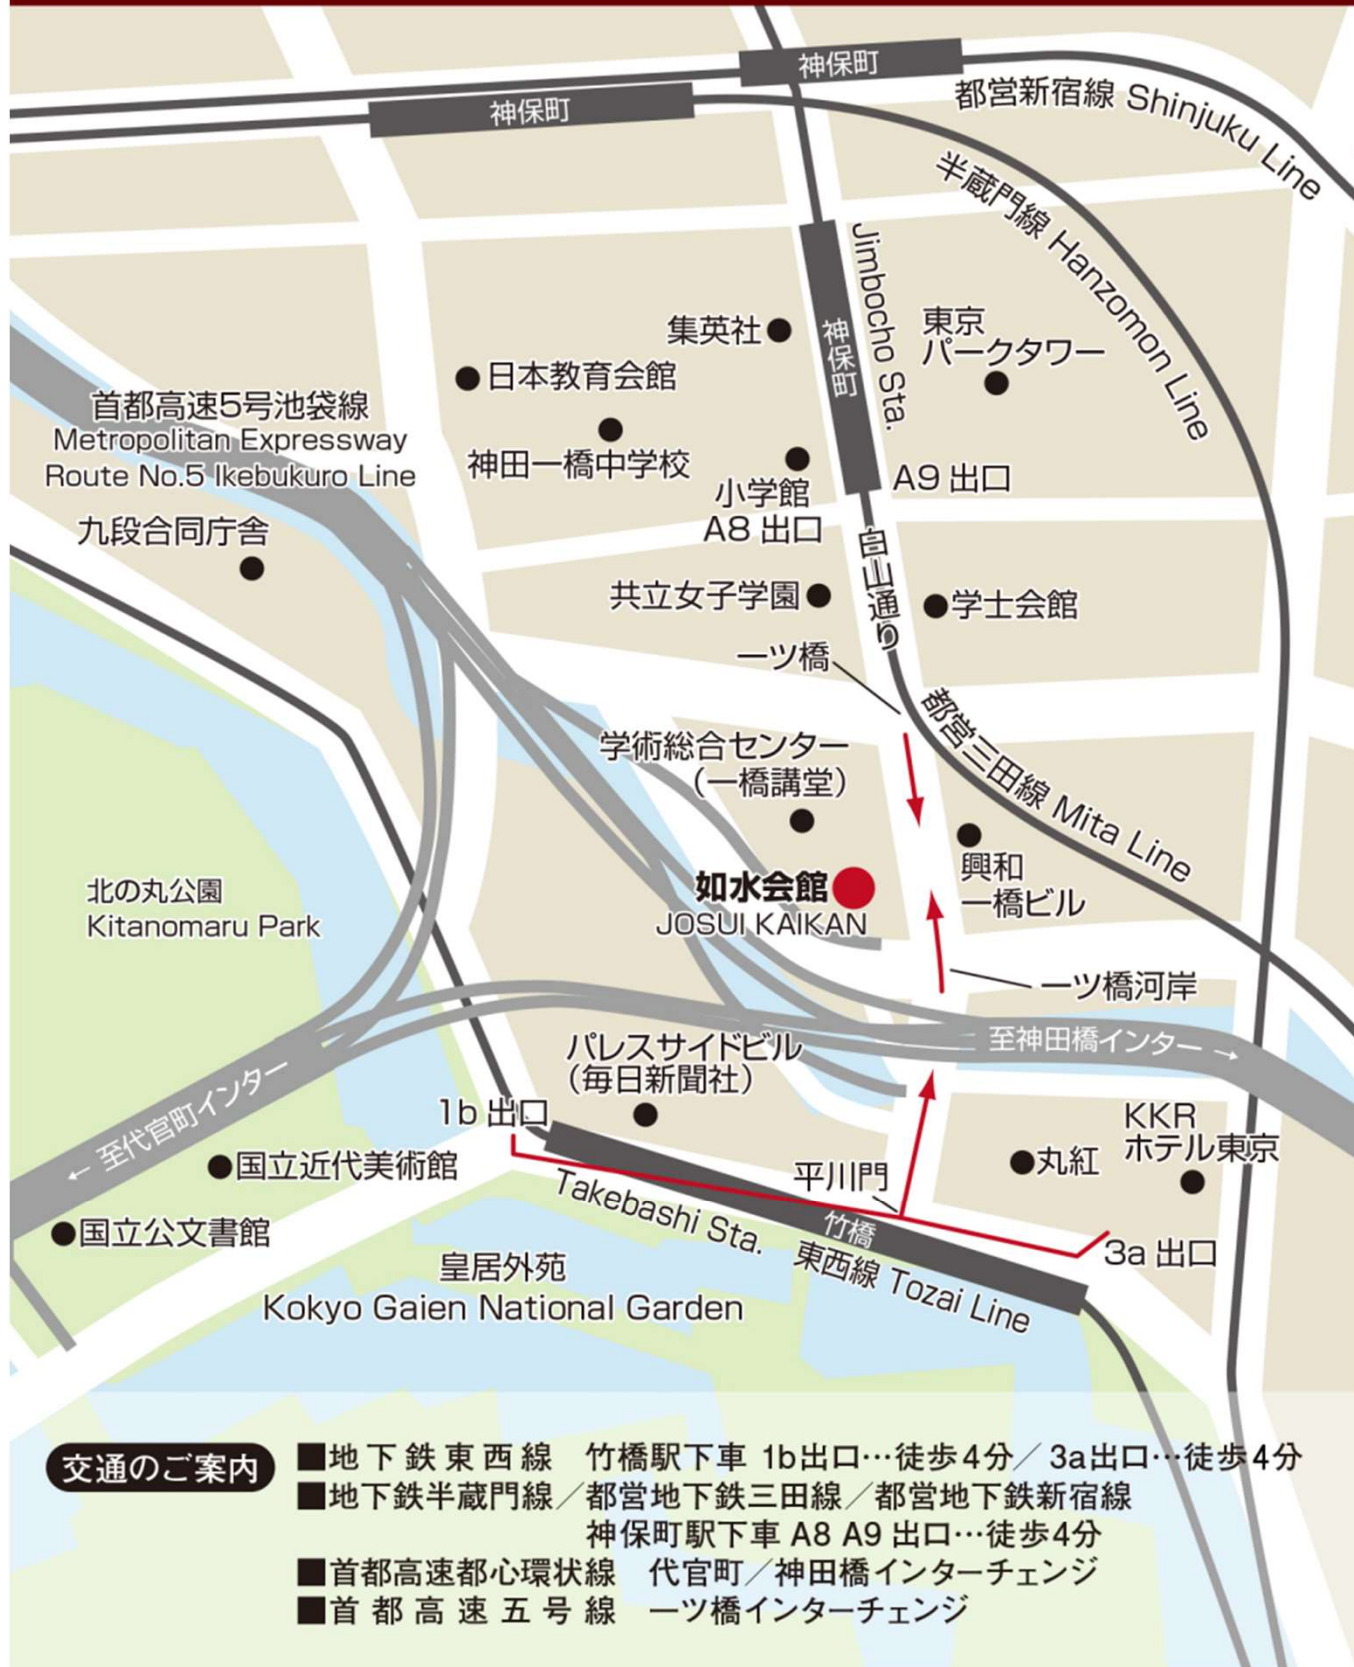 神保町
神保町
都営新宿線 Shinjuku Line
半蔵門線 Hanzomon Line
神保町
Jimbocho Sta.
集英社
東京
パークタワー
日本教育会館
首都高速5号池袋線
Metropolitan Expressway
Route No.5 Ikebukuro Line
神田一橋中学校
小学館
A8 出口
A9 出口
九段合同庁舎
白山通り
共立女子学園
学士会館
一ツ橋
都営三田線 Mita Line
学術総合センター
（一橋講堂）
興和
一橋ビル
如水会館
JOSUI KAIKAN
北の丸公園
Kitanomaru Park
一ツ橋河岸
至神田橋インター →
パレスサイドビル
（毎日新聞社）
← 至代官町インター
1b 出口
KKR
ホテル東京
丸紅
平川門
国立近代美術館
国立公文書館
Takebashi Sta.
竹橋
東西線 Tozai Line
3a 出口
皇居外苑
Kokyo Gaien National Garden
交通のご案内
■地下鉄東西線　竹橋駅下車 1b出口…徒歩4分／3a出口…徒歩4分
■地下鉄半蔵門線／都営地下鉄三田線／都営地下鉄新宿線
神保町駅下車 A8 A9 出口…徒歩4分
■首都高速都心環状線　代官町／神田橋インターチェンジ
■首都高速五号線　一ツ橋インターチェンジ